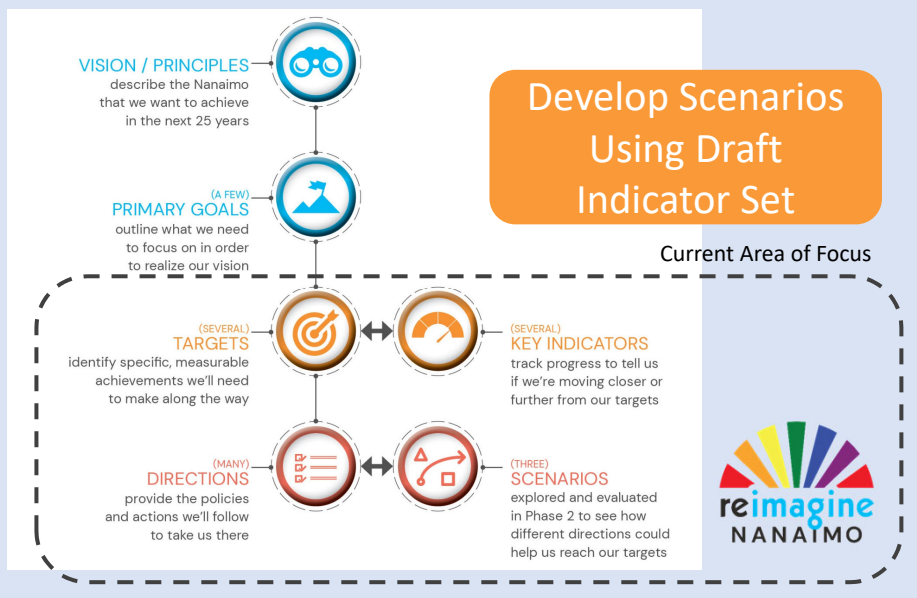 VISION / PRINCIPLES
describe the Nanaimo
that we want to achieve
in the next 25 years
Develop Scenarios
Using Draft
Indicator Set
(A FEW)
PRIMARY GOALS
outline what we need
to focus on in order
to realize our vision
Current Area of Focus
(SEVERAL)
TARGETS
identify specific, measurable
achievements we'll need
to make along the way
(SEVERAL)
KEY INDICATORS
track progress to tell us
if we're moving closer or
further from our targets
(MANY)
DIRECTIONS
provide the policies
and actions we'll follow
to take us there
(THREE)
SCENARIOS
explored and evaluated
in Phase 2 to see how
different directions could
help us reach our targets
reimagine
NANAIMO